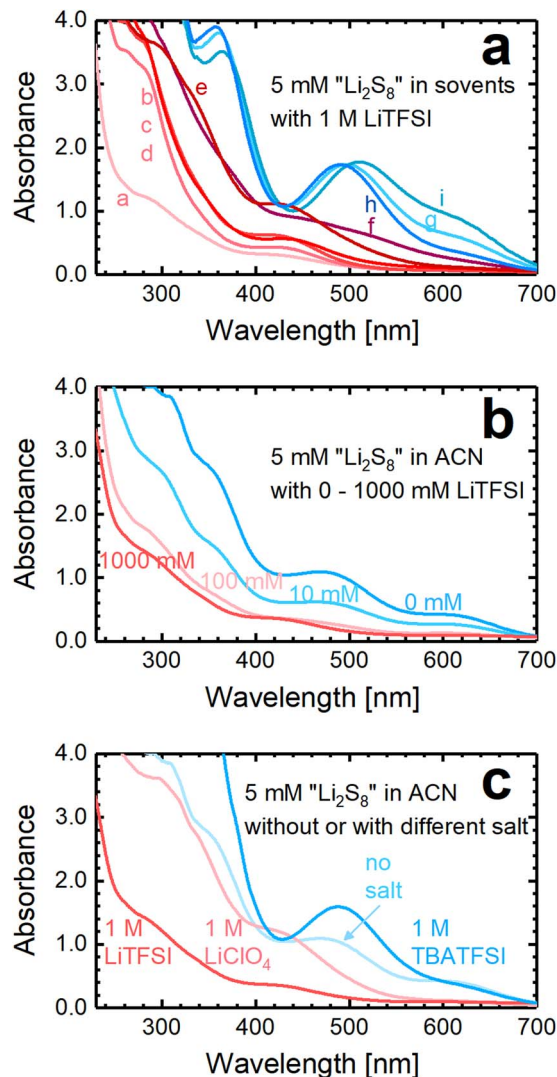 a
5 mM "Li₂S₈" in sovents
with 1 M LiTFSI
Absorbance
4.0
3.0
2.0
1.0
0.0
a
b
c
d
e
f
h
g
i
300
400
500
600
700
Wavelength [nm]
b
5 mM "Li₂S₈" in ACN
with 0 - 1000 mM LiTFSI
Absorbance
4.0
3.0
2.0
1.0
0.0
1000 mM
100 mM
10 mM
0 mM
300
400
500
600
700
Wavelength [nm]
c
5 mM "Li₂S₈" in ACN
without or with different salt
Absorbance
4.0
3.0
2.0
1.0
0.0
no
salt
1 M
LiTFSI
1 M
LiClO₄
1 M
TBATFSI
300
400
500
600
700
Wavelength [nm]